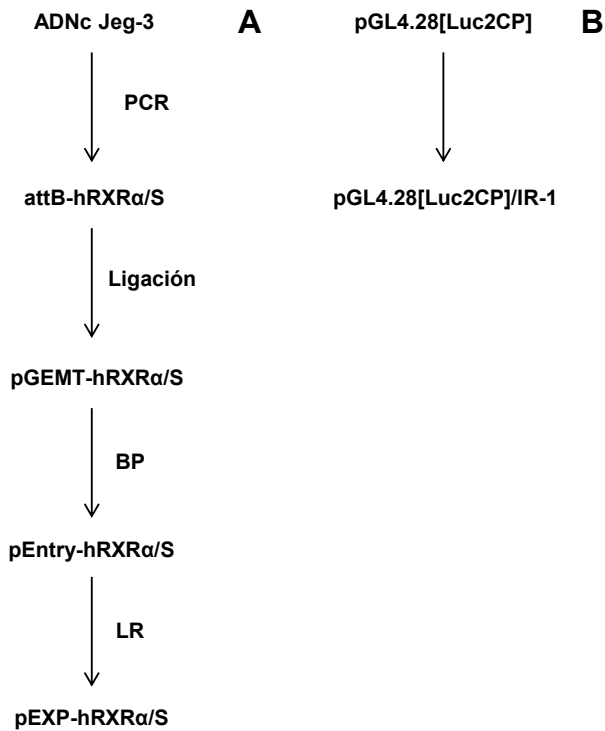 ADNc Jeg-3
A
PCR
attB-hRXRα/S
Ligación
pGEMT-hRXRα/S
BP
pEntry-hRXRα/S
LR
pEXP-hRXRα/S
pGL4.28[Luc2CP]
B
pGL4.28[Luc2CP]/IR-1